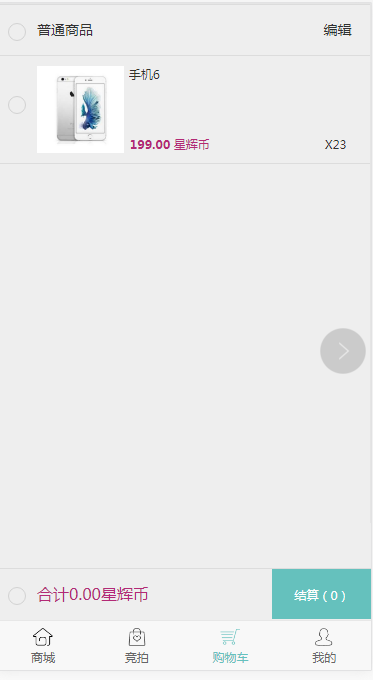 普通商品 编辑
手机6
199.00 星辉币 X23
合计0.00星辉币 结算 ( 0 )
商城 竞拍 购物车 我的